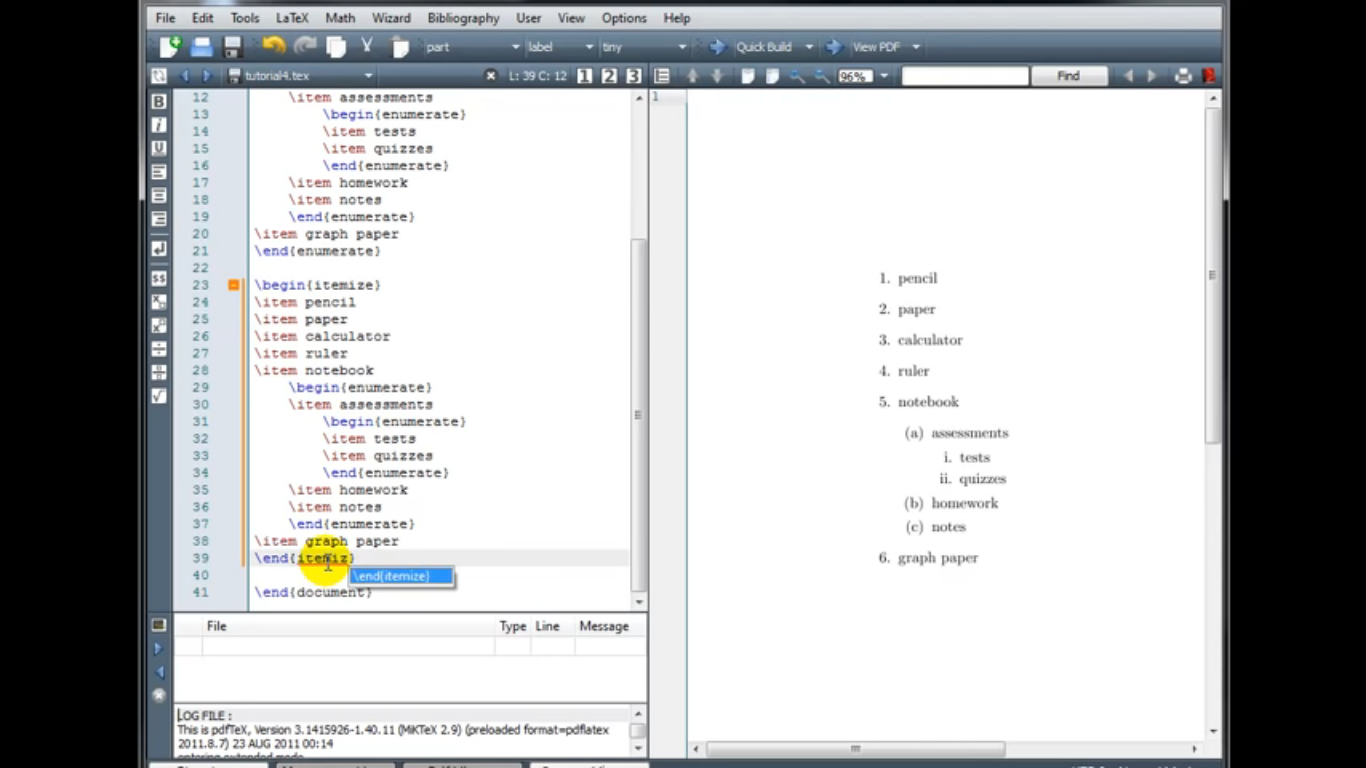 File Edit Tools LaTeX Math Wizard Bibliography User View Options Help
part label tiny Quick Build View PDF
tutorial4.tex L: 39 C: 12 1 2 3 96% Find
12 \item assessments
13 \begin{enumerate}
14 \item tests
15 \item quizzes
16 \end{enumerate}
17 \item homework
18 \item notes
19 \end{enumerate}
20 \item graph paper
21 \end{enumerate}
22
23 \begin{itemize}
24 \item pencil
25 \item paper
26 \item calculator
27 \item ruler
28 \item notebook
29 \begin{enumerate}
30 \item assessments
31 \begin{enumerate}
32 \item tests
33 \item quizzes
34 \end{enumerate}
35 \item homework
36 \item notes
37 \end{enumerate}
38 \item graph paper
39 \end{itemiz}
\end{itemize}
40
41 \end{document}
1
1. pencil
2. paper
3. calculator
4. ruler
5. notebook
(a) assessments
i. tests
ii. quizzes
(b) homework
(c) notes
6. graph paper
File Type Line Message
LOG FILE :
This is pdfTeX, Version 3.1415926-1.40.11 (MiKTeX 2.9) (preloaded format=pdflatex
2011.8.7) 23 AUG 2011 00:14
entering extended mode